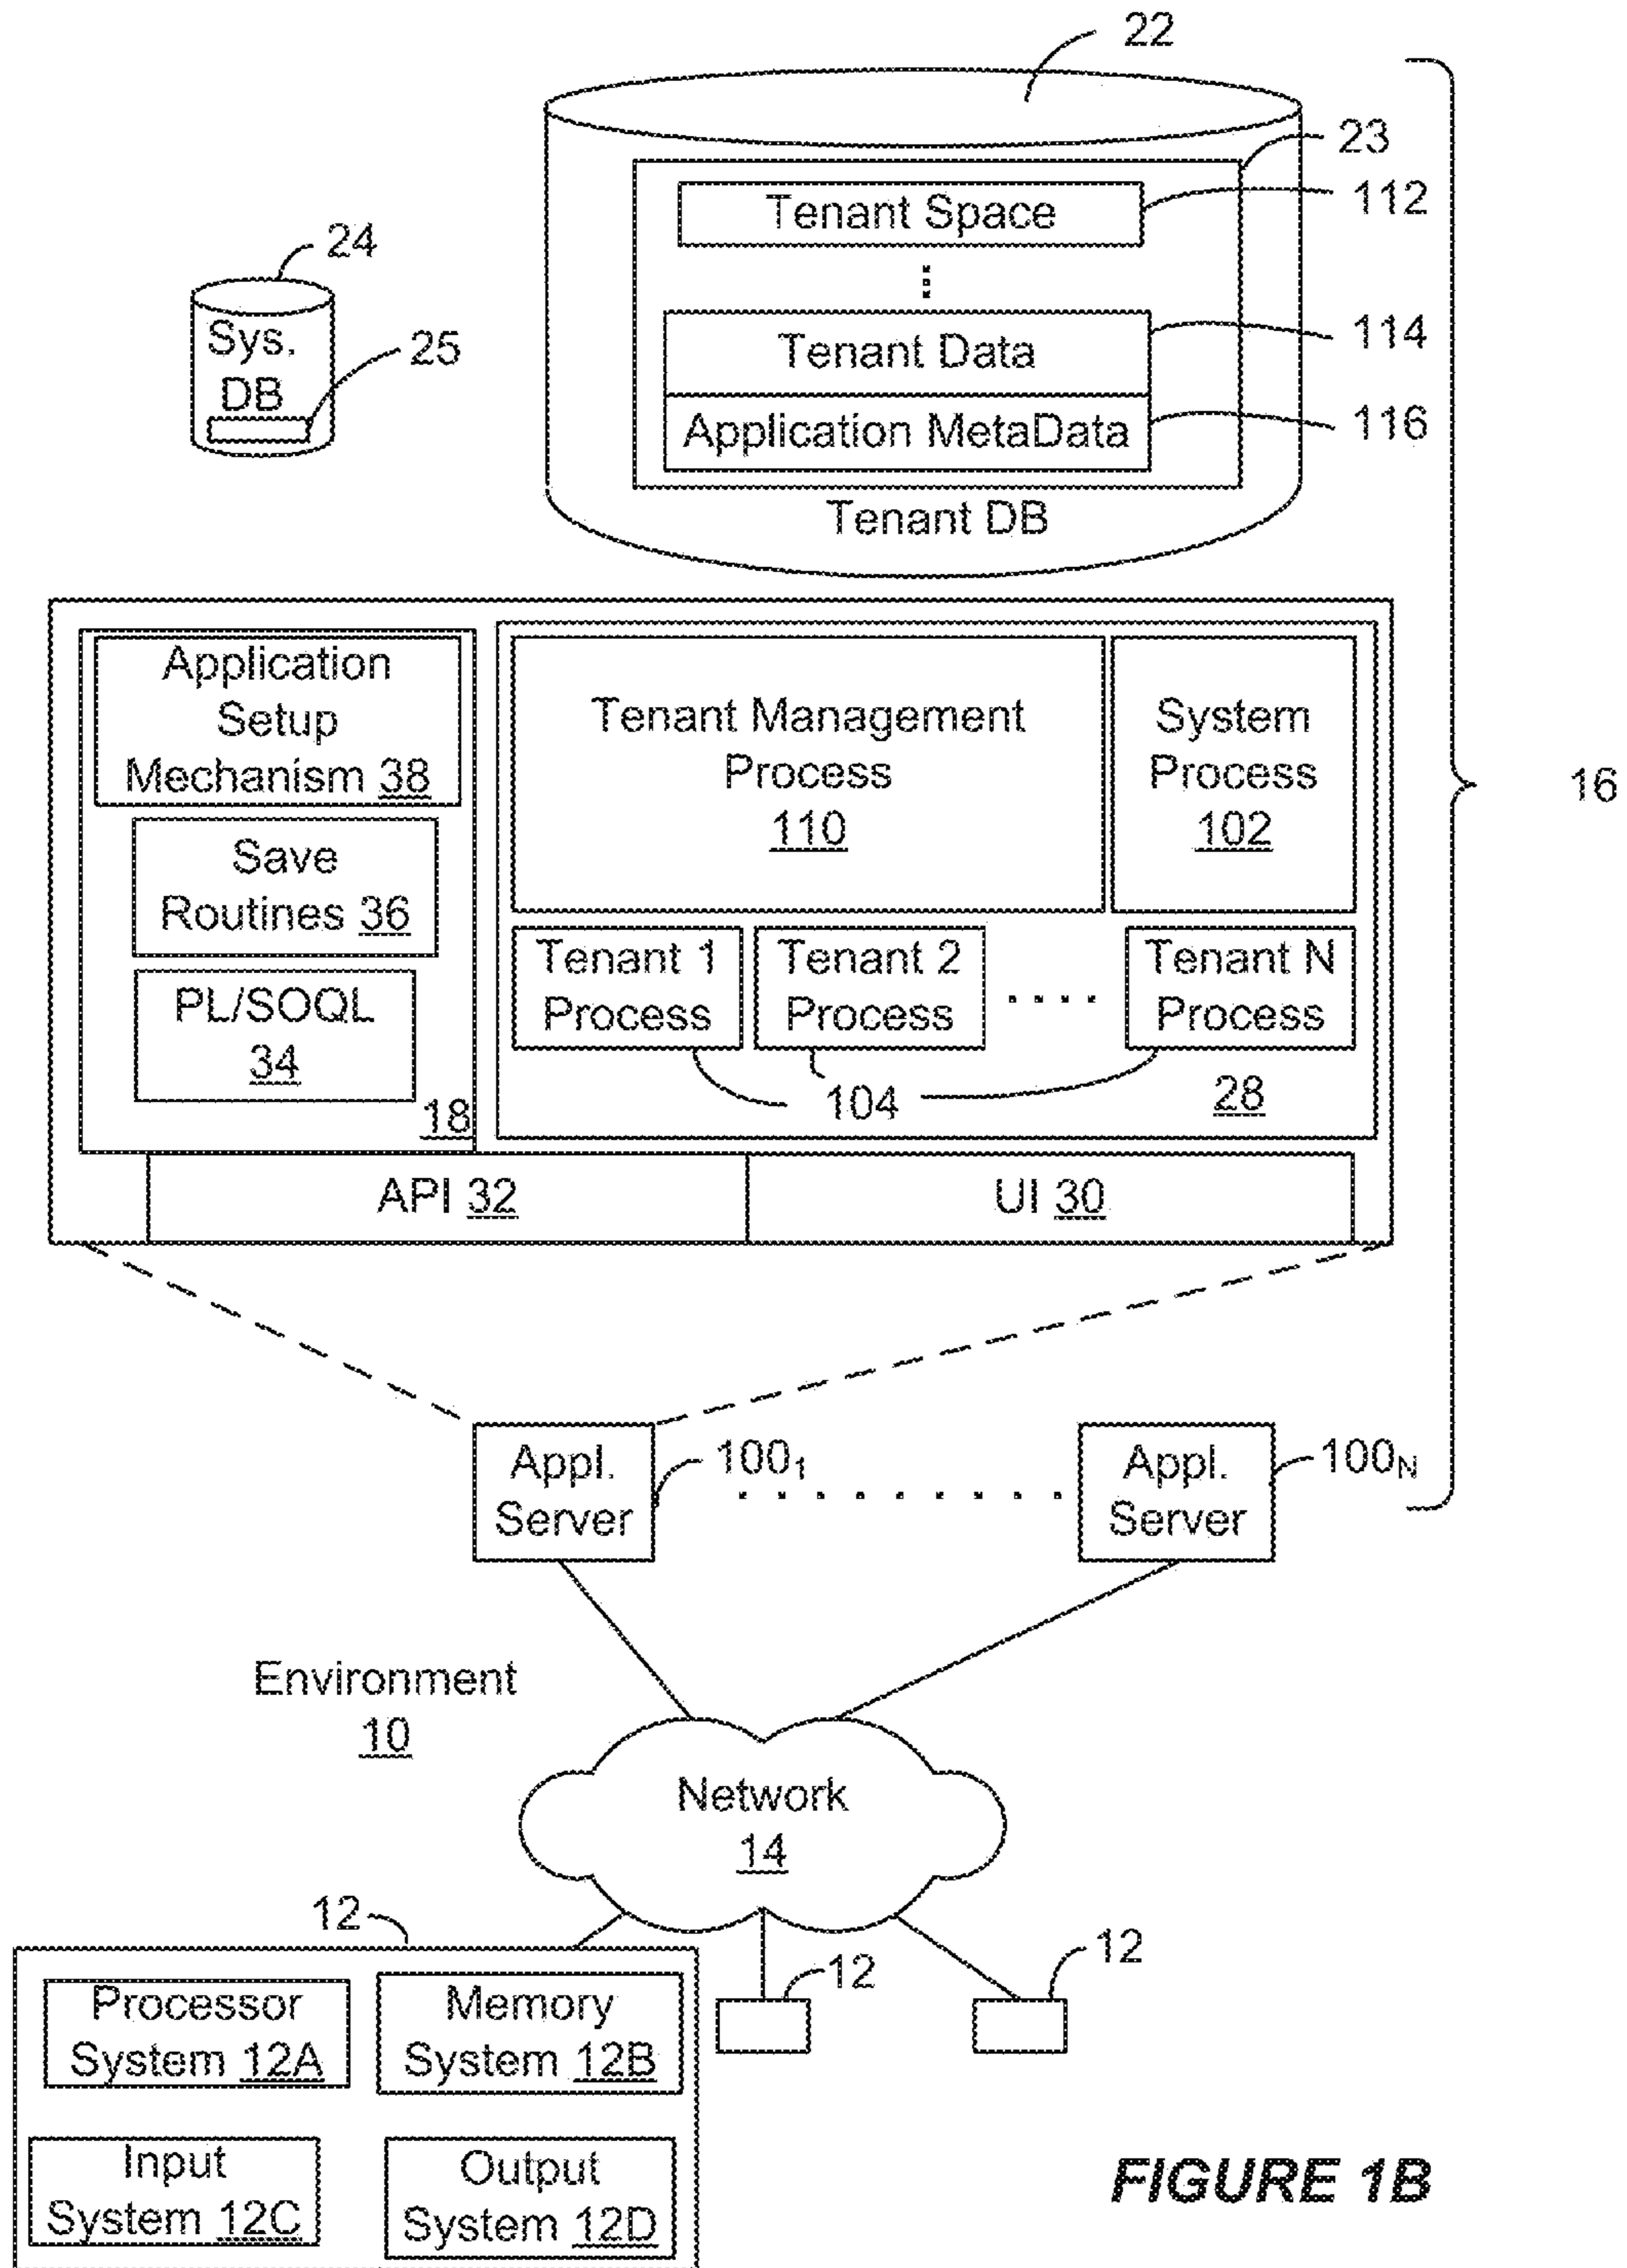 22
23
Tenant Space
112
24
Sys.
DB
25
Tenant Data
114
Application MetaData
116
Tenant DB
Application
Setup
Mechanism 38
Tenant Management
Process
110
System
Process
102
16
Save
Routines 36
Tenant 1
Process
Tenant 2
Process
Tenant N
Process
PL/SOQL
34
104
28
18
API 32
UI 30
Appl.
Server
100₁
Appl.
Server
100N
Environment
10
Network
14
12
12
12
Processor
System 12A
Memory
System 12B
Input
System 12C
Output
System 12D
FIGURE 1B